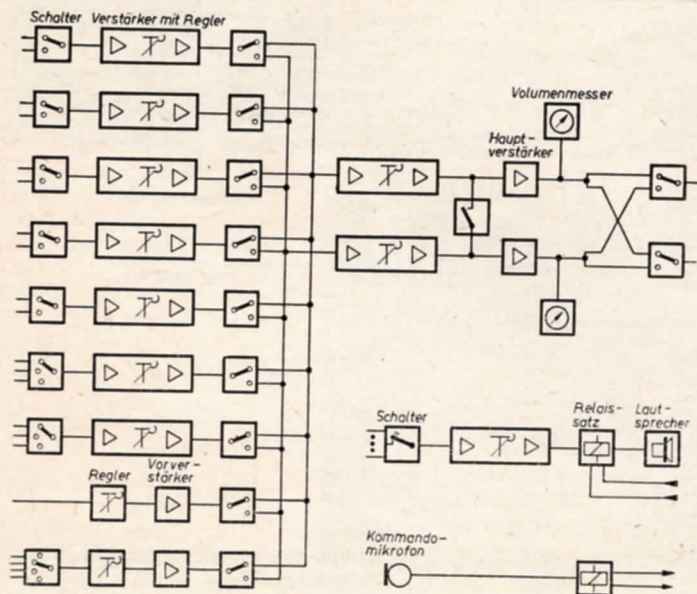 Schalter Verstärker mit Regler
Volumenmesser
Haupt-
verstärker
Schalter
Relais-
satz
Laut-
sprecher
Regler
Vorver-
stärker
Kommando-
mikrofon